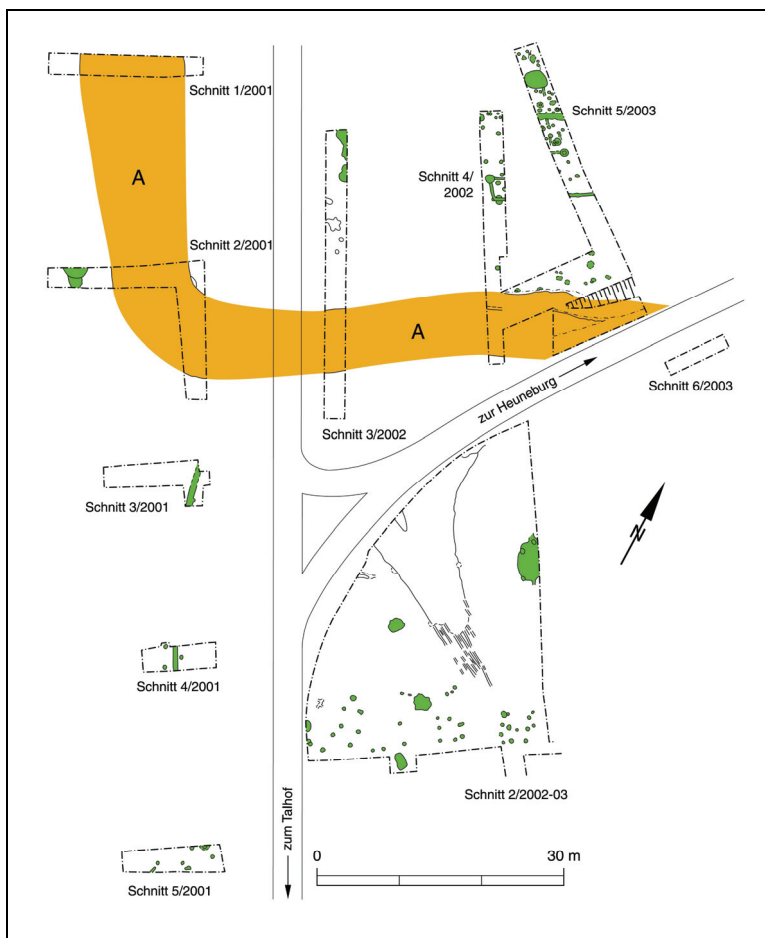 Schnitt 1/2001
Schnitt 5/2003
A
Schnitt 4/
2002
Schnitt 2/2001
A
zur Heuneburg
Schnitt 6/2003
Schnitt 3/2002
Schnitt 3/2001
N
Schnitt 4/2001
Schnitt 2/2002-03
zum Talhof
0
30 m
Schnitt 5/2001